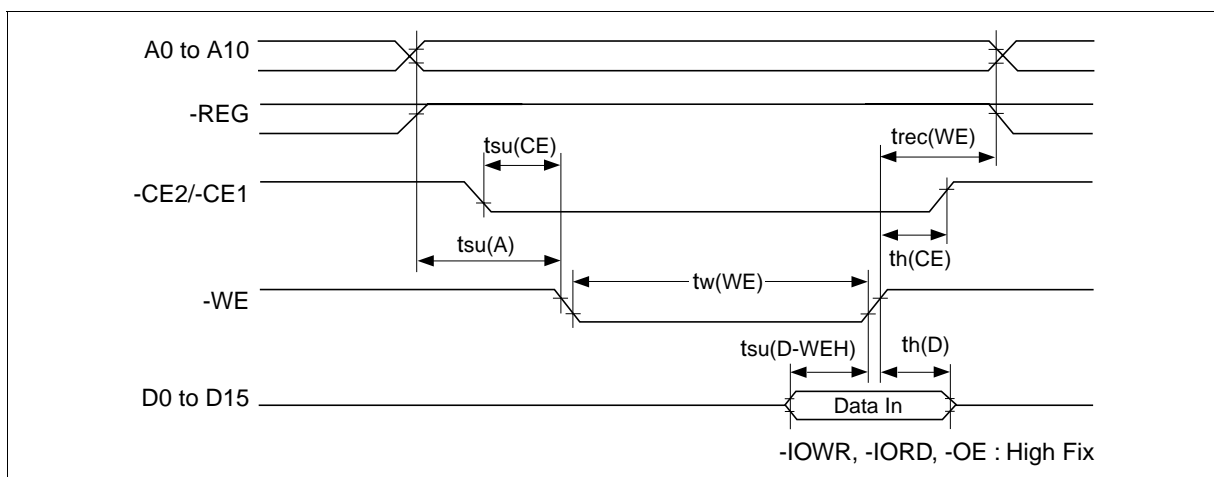 A0 to A10
-REG
tsu(CE)
trec(WE)
-CE2/-CE1
tsu(A)
th(CE)
-WE
tw(WE)
tsu(D-WEH)
th(D)
D0 to D15
Data In
-IOWR, -IORD, -OE : High Fix